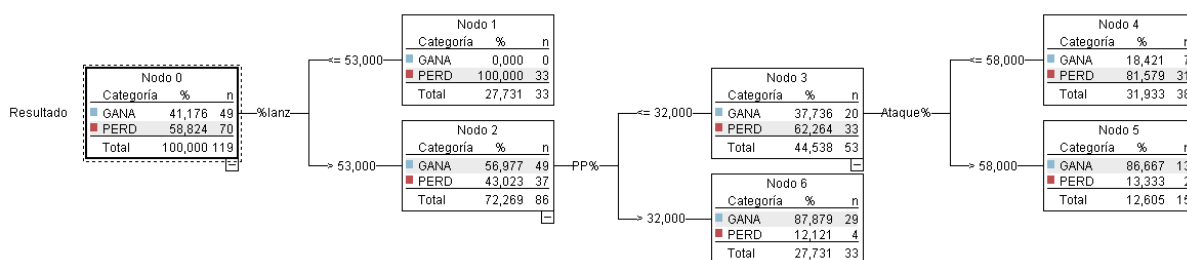 Resultado
Nodo 0
Categoría % n
GANA 41,176 49
PERD 58,824 70
Total 100,000 119
%lanz
<= 53,000
Nodo 1
Categoría % n
GANA 0,000 0
PERD 100,000 33
Total 27,731 33
> 53,000
Nodo 2
Categoría % n
GANA 56,977 49
PERD 43,023 37
Total 72,269 86
PP%
<= 32,000
Nodo 3
Categoría % n
GANA 37,736 20
PERD 62,264 33
Total 44,538 53
> 32,000
Nodo 6
Categoría % n
GANA 87,879 29
PERD 12,121 4
Total 27,731 33
Ataque%
<= 58,000
Nodo 4
Categoría % n
GANA 18,421 7
PERD 81,579 31
Total 31,933 38
> 58,000
Nodo 5
Categoría % n
GANA 86,667 13
PERD 13,333 2
Total 12,605 15